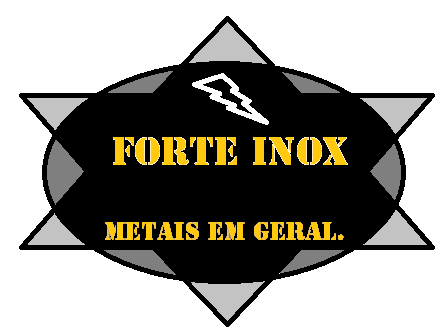 FORTE INOX
METAIS EM GERAL.